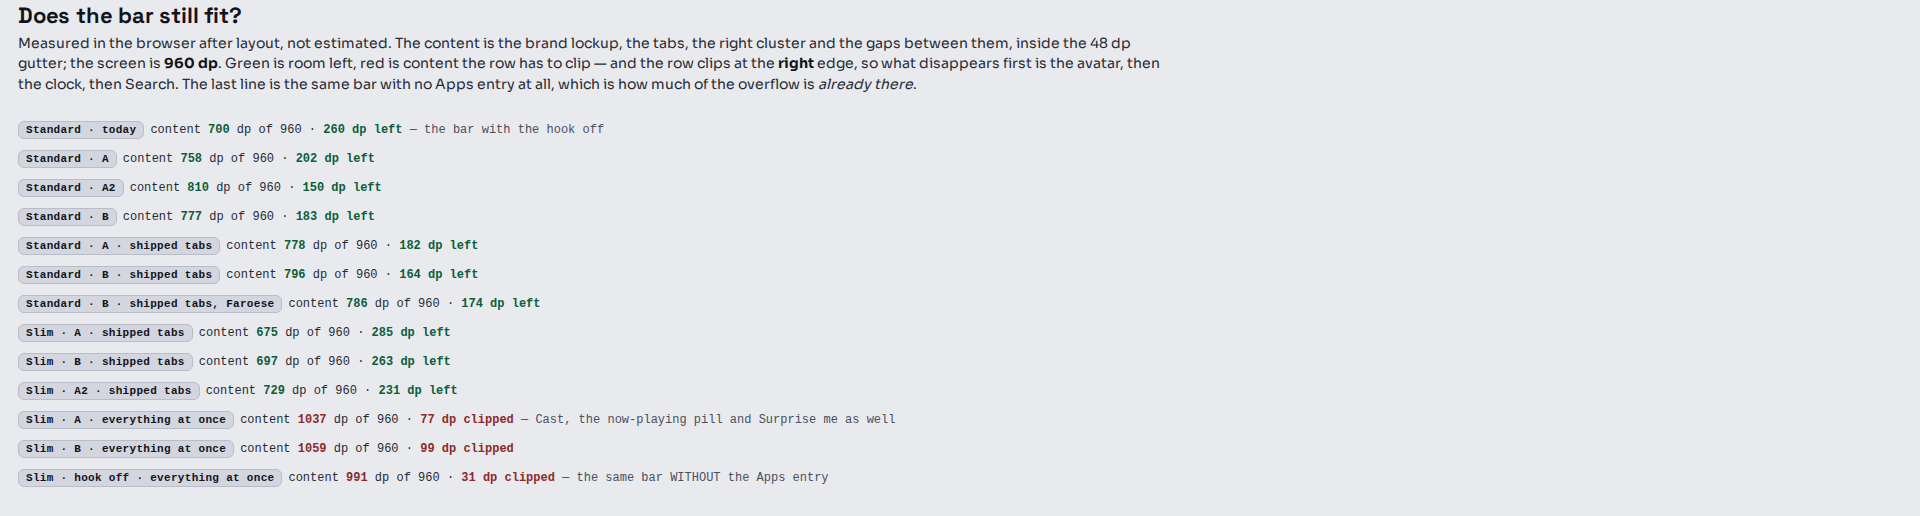 Does the bar still fit?
Measured in the browser after layout, not estimated. The content is the brand lockup, the tabs, the right cluster and the gaps between them, inside the 48 dp
gutter; the screen is 960 dp. Green is room left, red is content the row has to clip — and the row clips at the right edge, so what disappears first is the avatar, then
the clock, then Search. The last line is the same bar with no Apps entry at all, which is how much of the overflow is already there.
Standard · today content 700 dp of 960 · 260 dp left — the bar with the hook off
Standard · A content 758 dp of 960 · 202 dp left
Standard · A2 content 810 dp of 960 · 150 dp left
Standard · B content 777 dp of 960 · 183 dp left
Standard · A · shipped tabs content 778 dp of 960 · 182 dp left
Standard · B · shipped tabs content 796 dp of 960 · 164 dp left
Standard · B · shipped tabs, Faroese content 786 dp of 960 · 174 dp left
Slim · A · shipped tabs content 675 dp of 960 · 285 dp left
Slim · B · shipped tabs content 697 dp of 960 · 263 dp left
Slim · A2 · shipped tabs content 729 dp of 960 · 231 dp left
Slim · A · everything at once content 1037 dp of 960 · 77 dp clipped — Cast, the now-playing pill and Surprise me as well
Slim · B · everything at once content 1059 dp of 960 · 99 dp clipped
Slim · hook off · everything at once content 991 dp of 960 · 31 dp clipped — the same bar WITHOUT the Apps entry